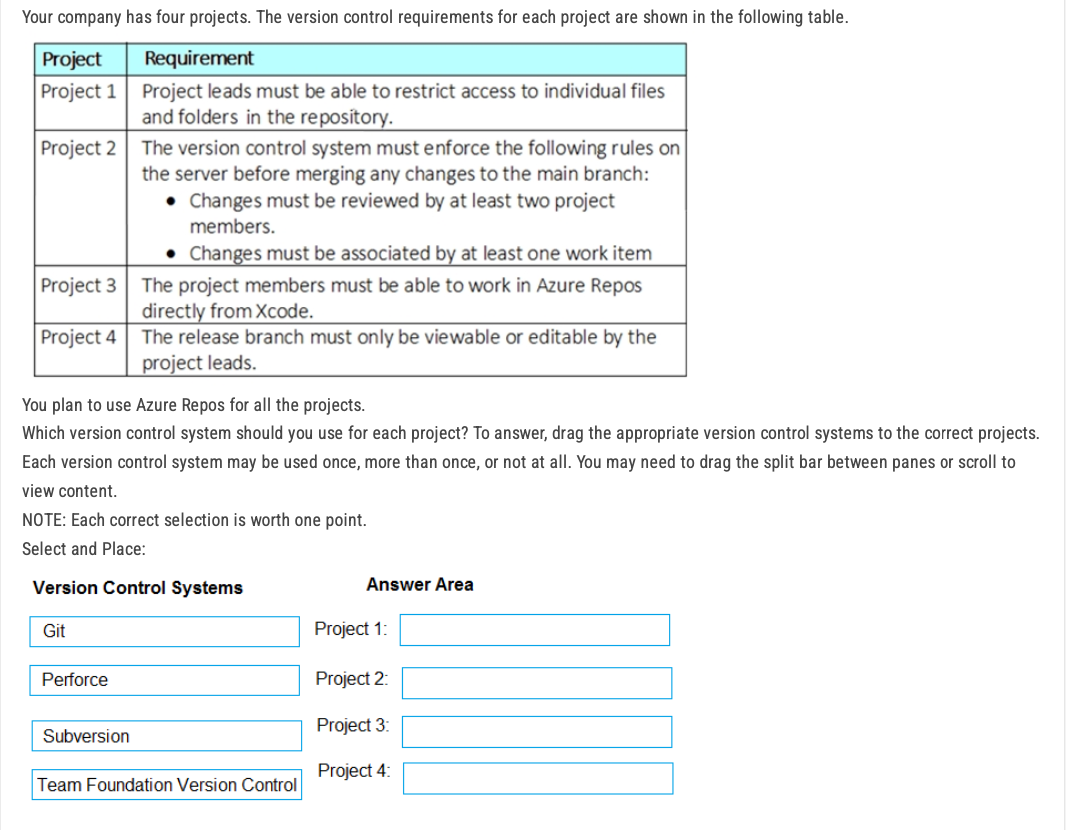 Your company has four projects. The version control requirements for each project are shown in the following table.
Project Requirement
Project 1 Project leads must be able to restrict access to individual files
and folders in the repository.
Project 2 The version control system must enforce the following rules on
the server before merging any changes to the main branch:
• Changes must be reviewed by at least two project
members.
• Changes must be associated by at least one work item
Project 3 The project members must be able to work in Azure Repos
directly from Xcode.
Project 4 The release branch must only be viewable or editable by the
project leads.
You plan to use Azure Repos for all the projects.
Which version control system should you use for each project? To answer, drag the appropriate version control systems to the correct projects.
Each version control system may be used once, more than once, or not at all. You may need to drag the split bar between panes or scroll to
view content.
NOTE: Each correct selection is worth one point.
Select and Place:
Version Control Systems Answer Area
Git Project 1:
Perforce Project 2:
Subversion Project 3:
Team Foundation Version Control Project 4: